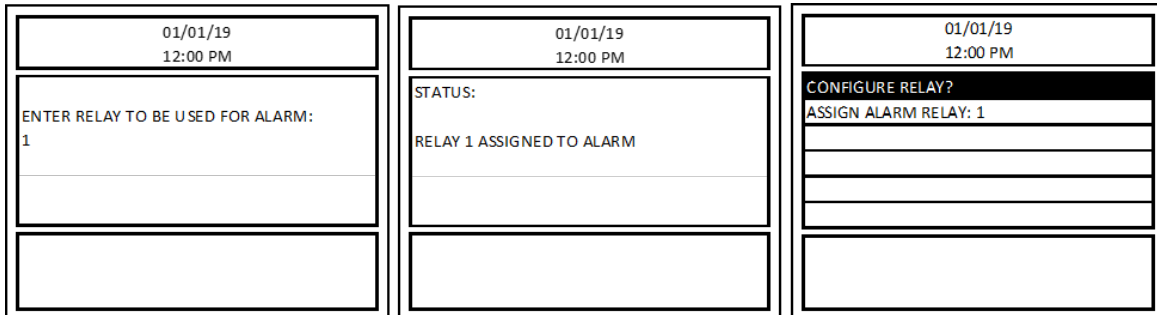 01/01/19
12:00 PM
ENTER RELAY TO BE USED FOR ALARM:
1
01/01/19
12:00 PM
STATUS:
RELAY 1 ASSIGNED TO ALARM
01/01/19
12:00 PM
CONFIGURE RELAY?
ASSIGN ALARM RELAY: 1